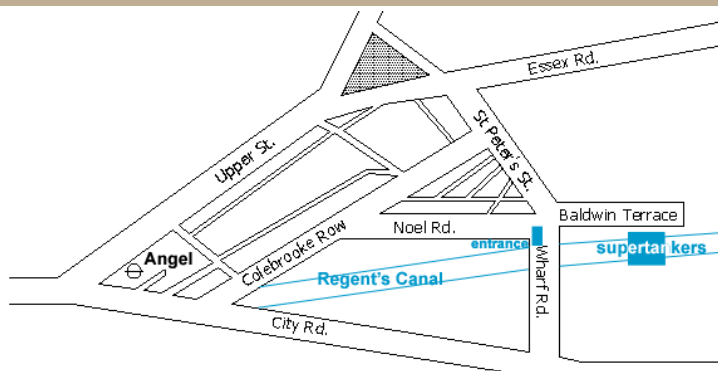 Essex Rd.
Upper St.
St Peter's St.
Baldwin Terrace
Noel Rd.
Colebrooke Row
entrance
supertankers
Angel
Wharf Rd.
Regent's Canal
City Rd.